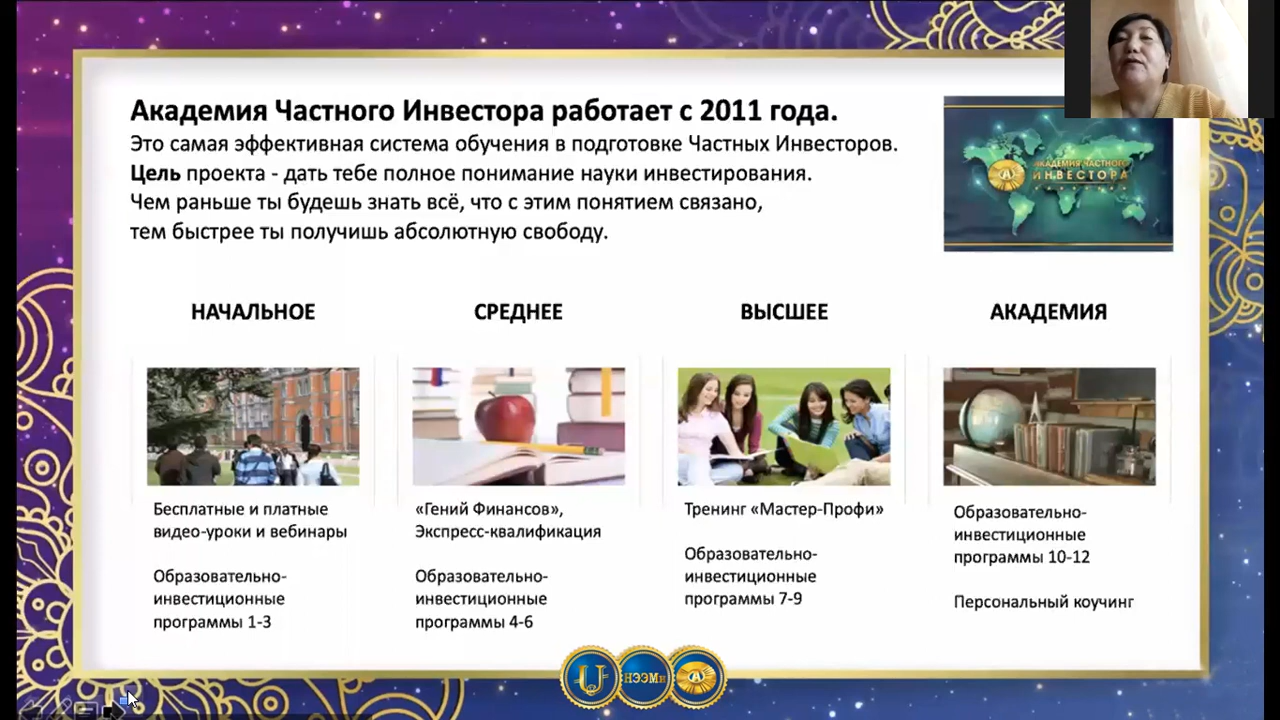 Академия Частного Инвестора работает с 2011 года.
Это самая эффективная система обучения в подготовке Частных Инвесторов.
Цель проекта - дать тебе полное понимание науки инвестирования.
Чем раньше ты будешь знать всё, что с этим понятием связано,
тем быстрее ты получишь абсолютную свободу.
АКАДЕМИЯ ЧАСТНОГО
ИНВЕСТОРА
НАЧАЛЬНОЕ
Бесплатные и платные
видео-уроки и вебинары
Образовательно-
инвестиционные
программы 1-3
СРЕДНЕЕ
«Гений Финансов»,
Экспресс-квалификация
Образовательно-
инвестиционные
программы 4-6
ВЫСШЕЕ
Тренинг «Мастер-Профи»
Образовательно-
инвестиционные
программы 7-9
АКАДЕМИЯ
Образовательно-
инвестиционные
программы 10-12
Персональный коучинг
НЭЭМи
А